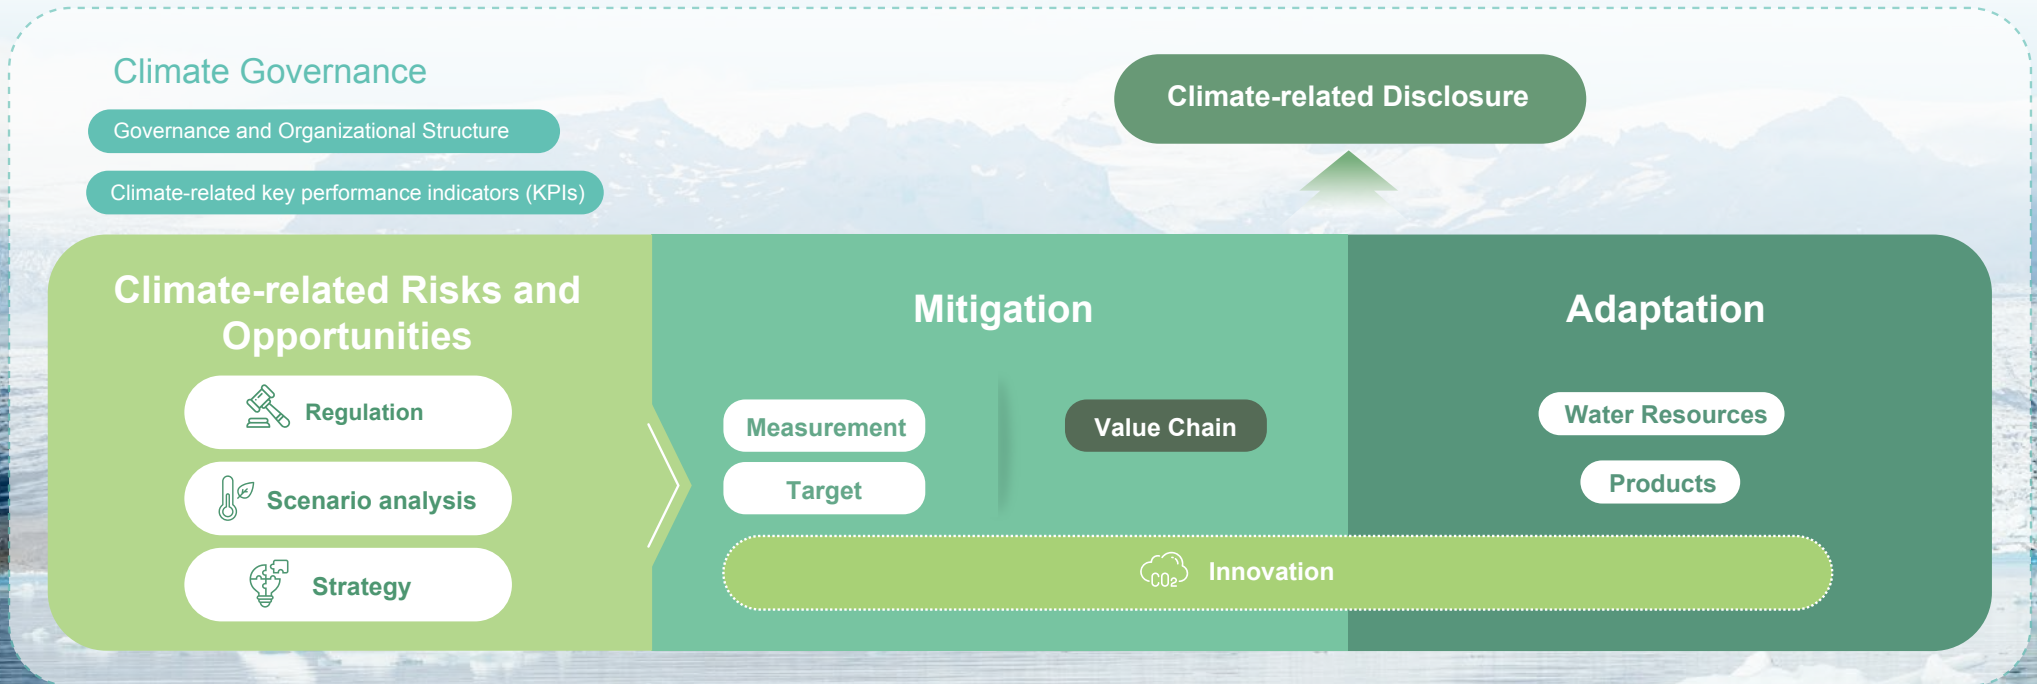 Climate Governance
Governance and Organizational Structure
Climate-related key performance indicators (KPIs)
Climate-related Disclosure
Climate-related Risks and
Opportunities
Regulation
Scenario analysis
Strategy
Mitigation
Measurement
Target
Value Chain
Adaptation
Water Resources
Products
CO₂
Innovation